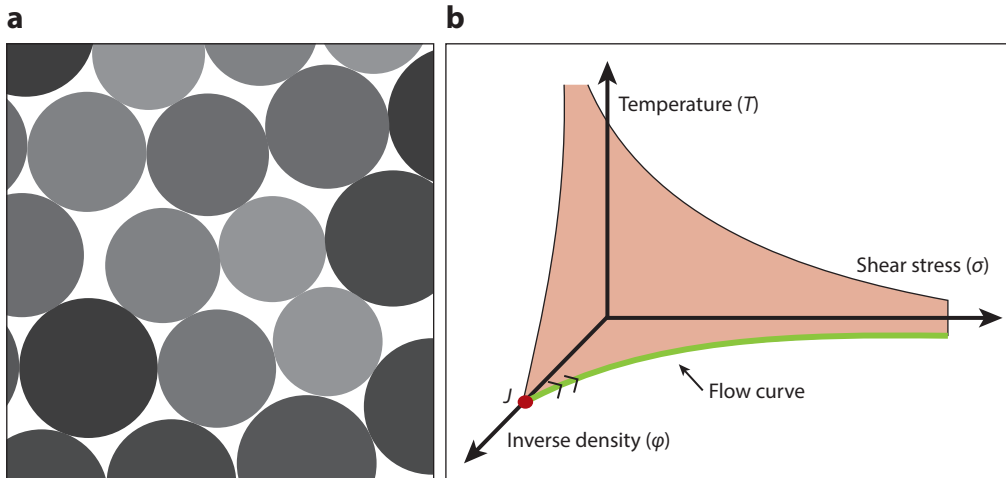 a
b
Temperature (T)
Shear stress (σ)
Flow curve
J
Inverse density (φ)